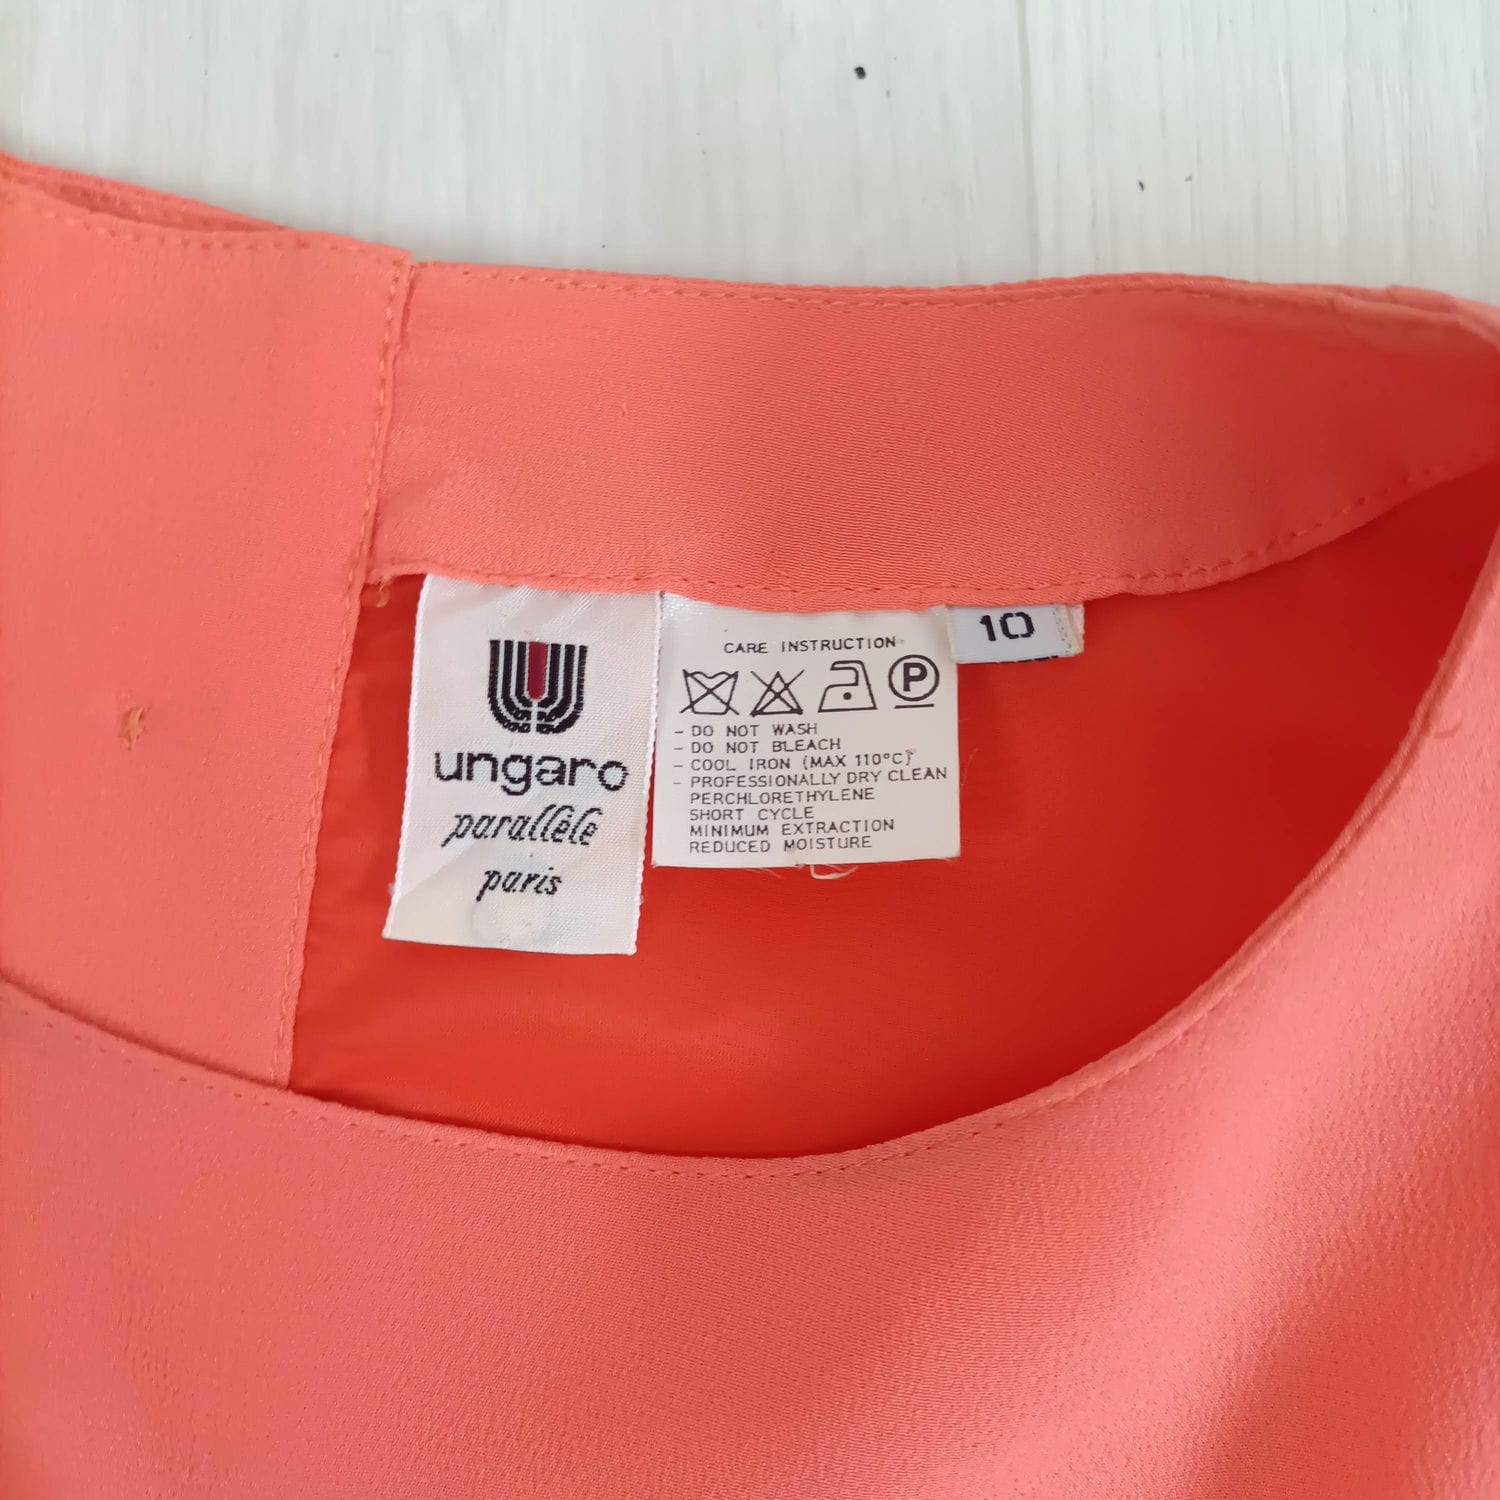 ungaro
parallèle
paris
CARE INSTRUCTION
P
- DO NOT WASH
- DO NOT BLEACH
- COOL IRON (MAX 110°C)
- PROFESSIONALLY DRY CLEAN
PERCHLORETHYLENE
SHORT CYCLE
MINIMUM EXTRACTION
REDUCED MOISTURE
10